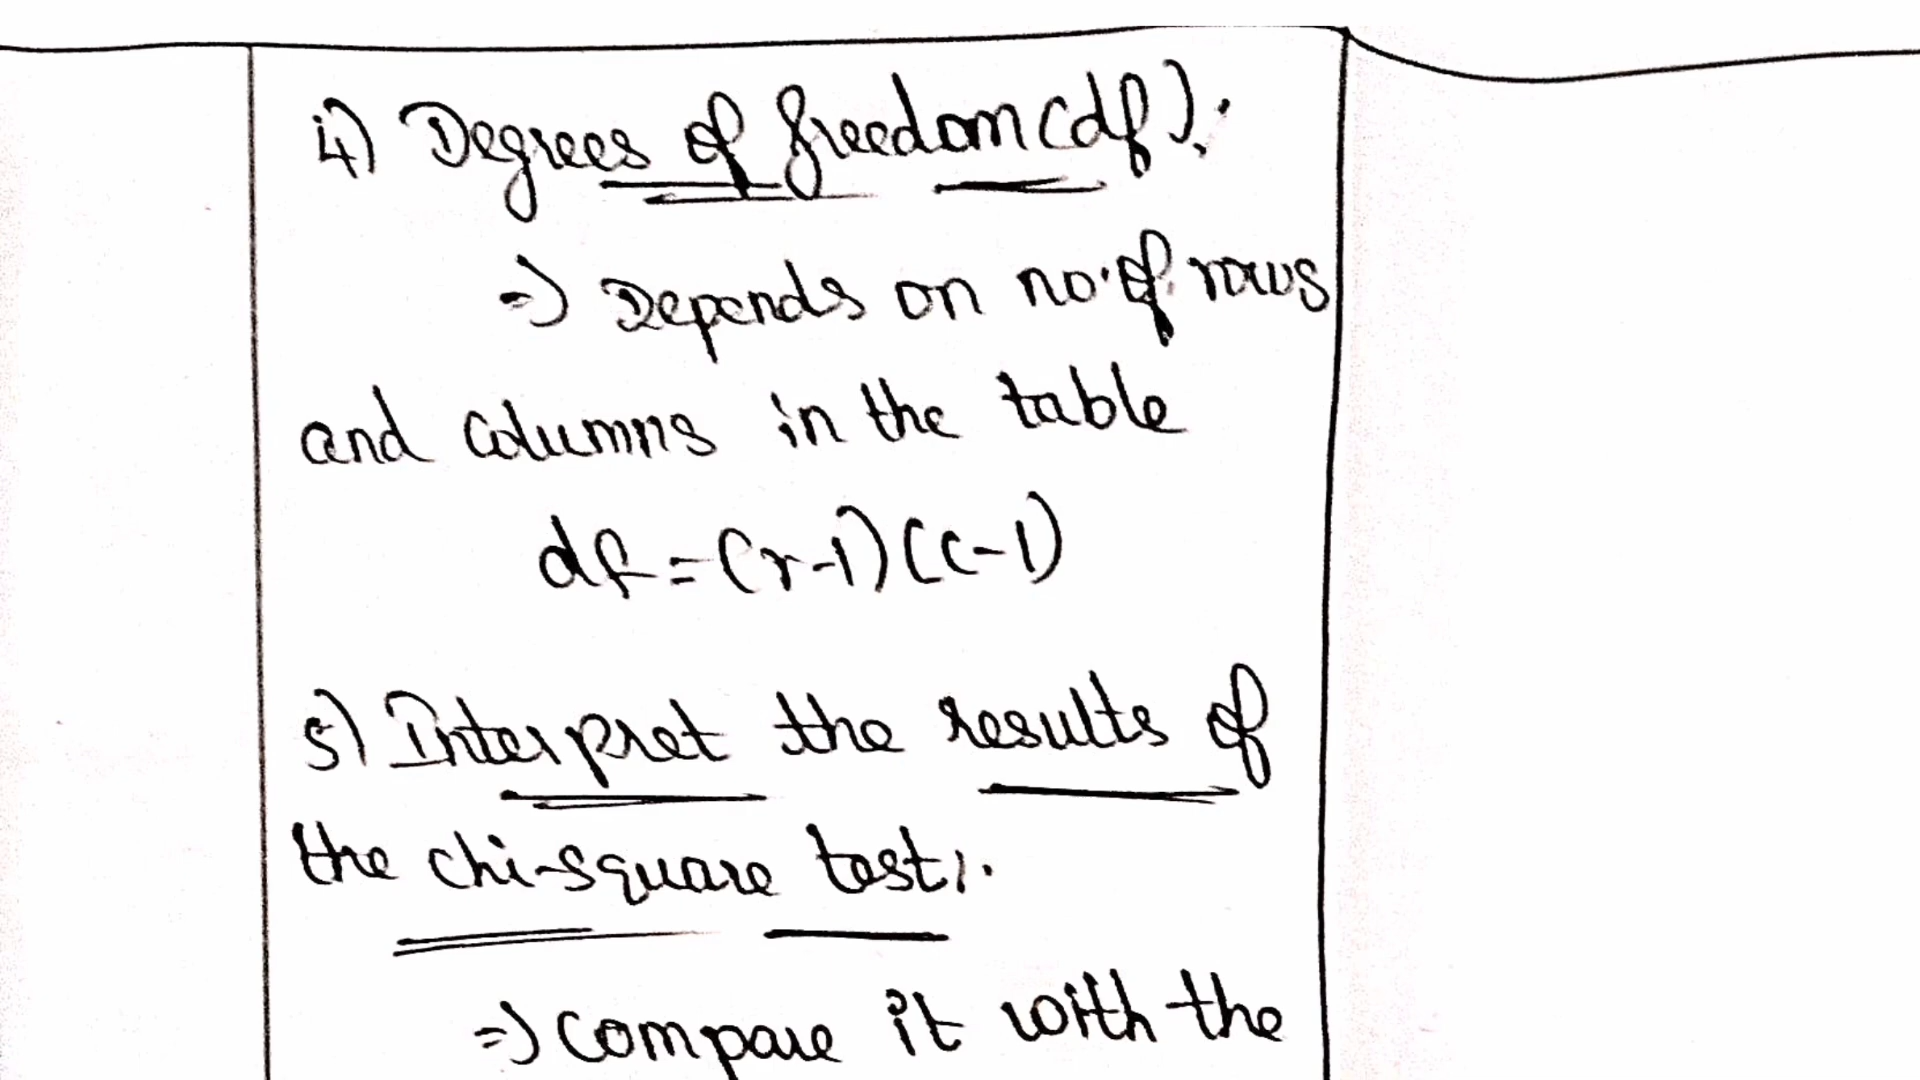 4) Degrees of freedom (df):
=> Depends on no. of rows
and columns in the table
df = (r-1) (c-1)
5) Interpret the results of
the chi-square test:
=> Compare it with the